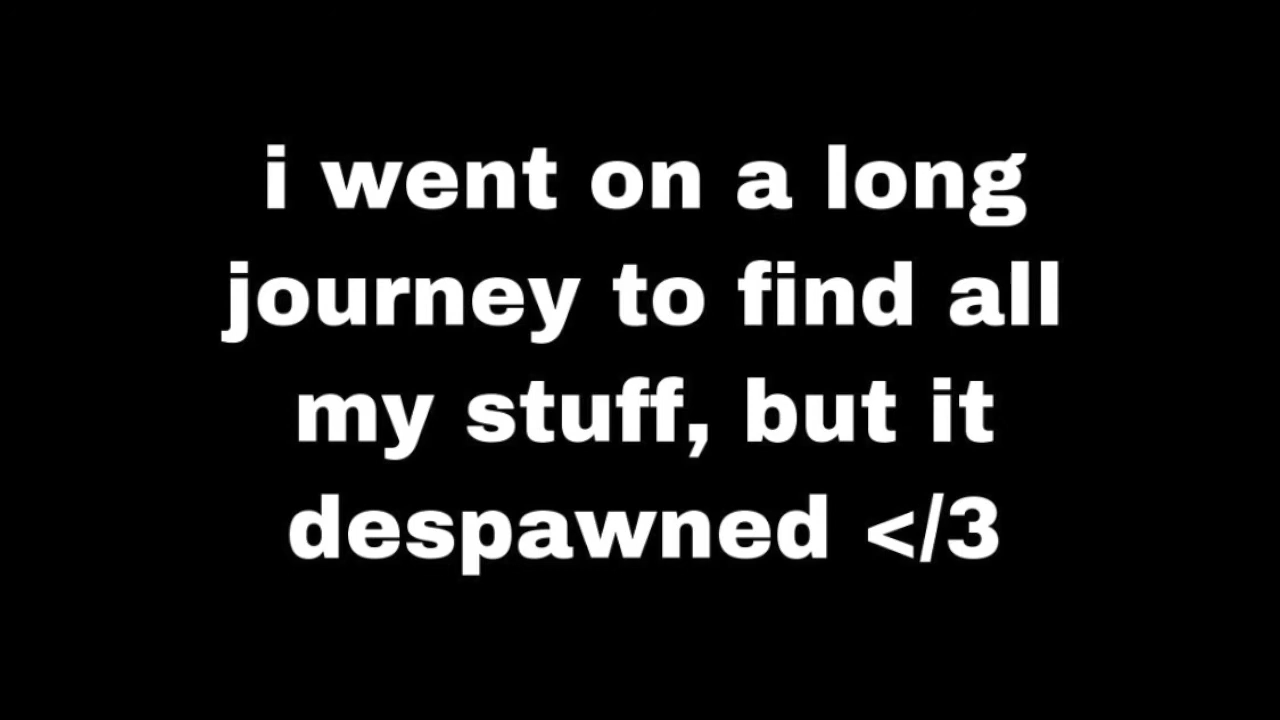 i went on a long
journey to find all
my stuff, but it
despawned </3